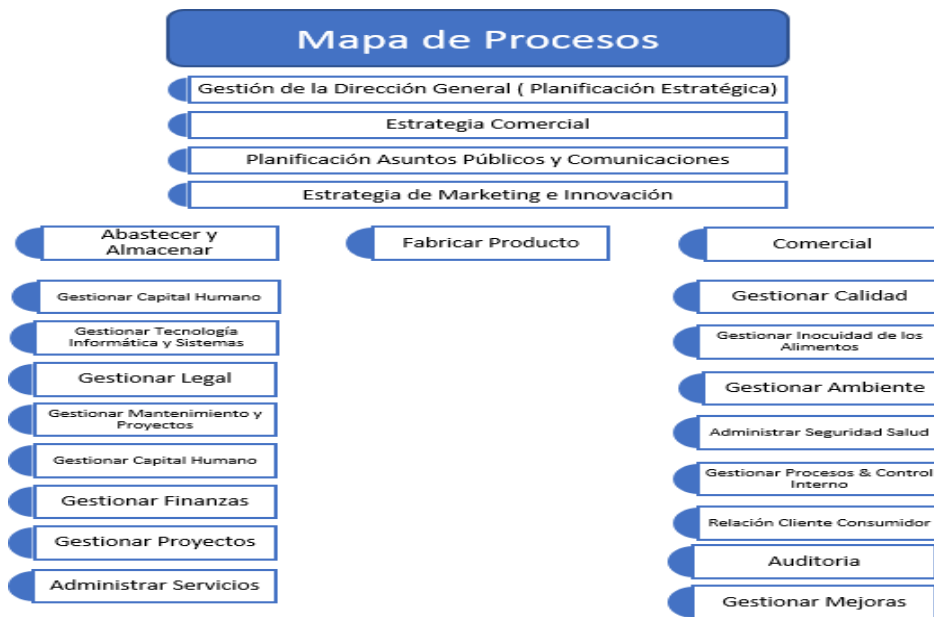 Mapa de Procesos
Gestión de la Dirección General ( Planificación Estratégica)
Estrategia Comercial
Planificación Asuntos Públicos y Comunicaciones
Estrategia de Marketing e Innovación
Abastecer y
Almacenar
Fabricar Producto
Comercial
Gestionar Capital Humano
Gestionar Tecnología
Informática y Sistemas
Gestionar Legal
Gestionar Mantenimiento y
Proyectos
Gestionar Capital Humano
Gestionar Finanzas
Gestionar Proyectos
Administrar Servicios
Gestionar Calidad
Gestionar Inocuidad de los
Alimentos
Gestionar Ambiente
Administrar Seguridad Salud
Gestionar Procesos & Control
Interno
Relación Cliente Consumidor
Auditoria
Gestionar Mejoras